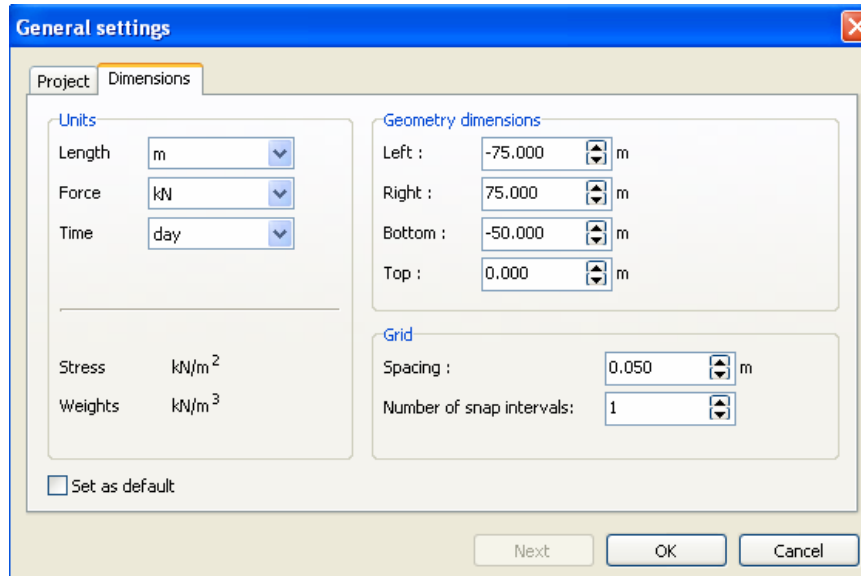 General settings
Project
Dimensions
Units
Length m
Force kN
Time day
Stress kN/m²
Weights kN/m³
Set as default
Geometry dimensions
Left : -75.000 m
Right : 75.000 m
Bottom : -50.000 m
Top : 0.000 m
Grid
Spacing : 0.050 m
Number of snap intervals: 1
Next
OK
Cancel